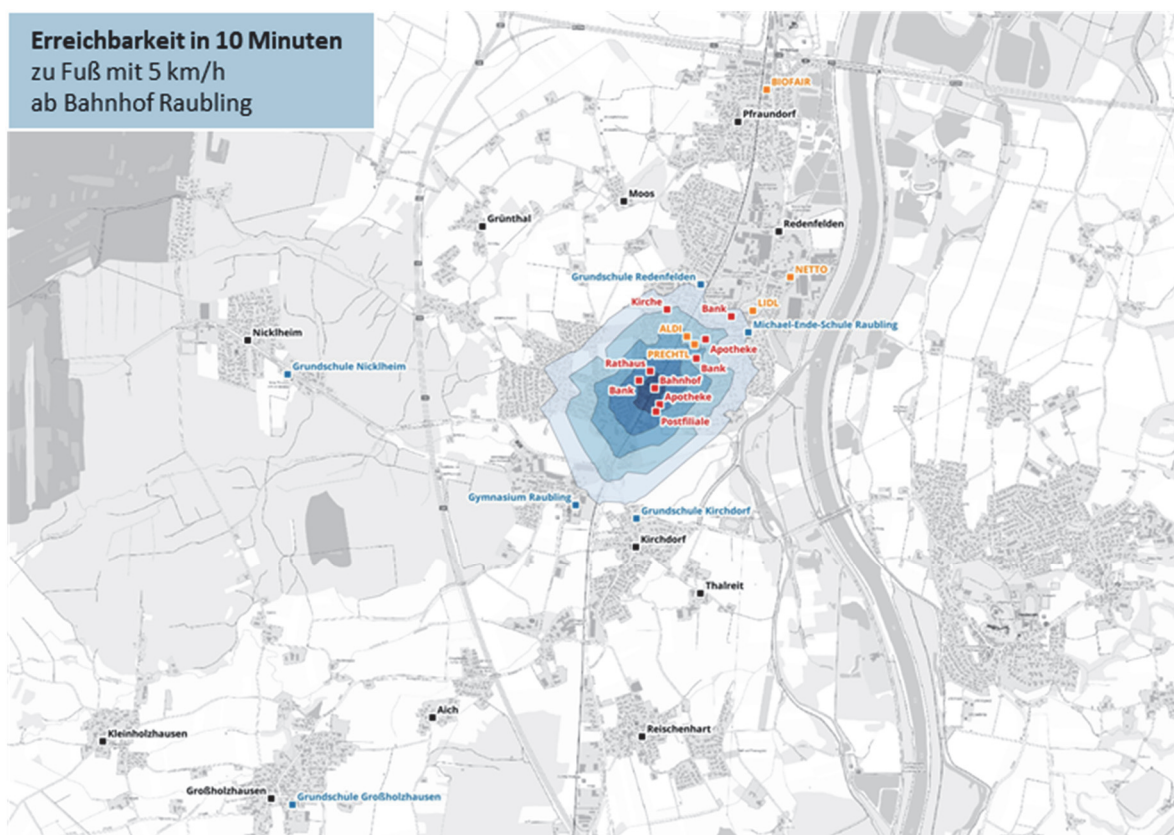 Erreichbarkeit in 10 Minuten
zu Fuß mit 5 km/h
ab Bahnhof Raubling
BIOFAIR
Pfraundorf
Moos
Grünthal
Redenfelden
NETTO
Grundschule Redenfelden
Kirche
Bank
LIDL
Michael-Ende-Schule Raubling
ALDI
Apotheke
PRECHTL
Nicklheim
Grundschule Nicklheim
Rathaus
Bank
Bahnhof
Bank
Apotheke
Postfiliale
Gymnasium Raubling
Grundschule Kirchdorf
Kirchdorf
Thalreit
Aich
Kleinholzhausen
Reischenhart
Großholzhausen
Grundschule Großholzhausen